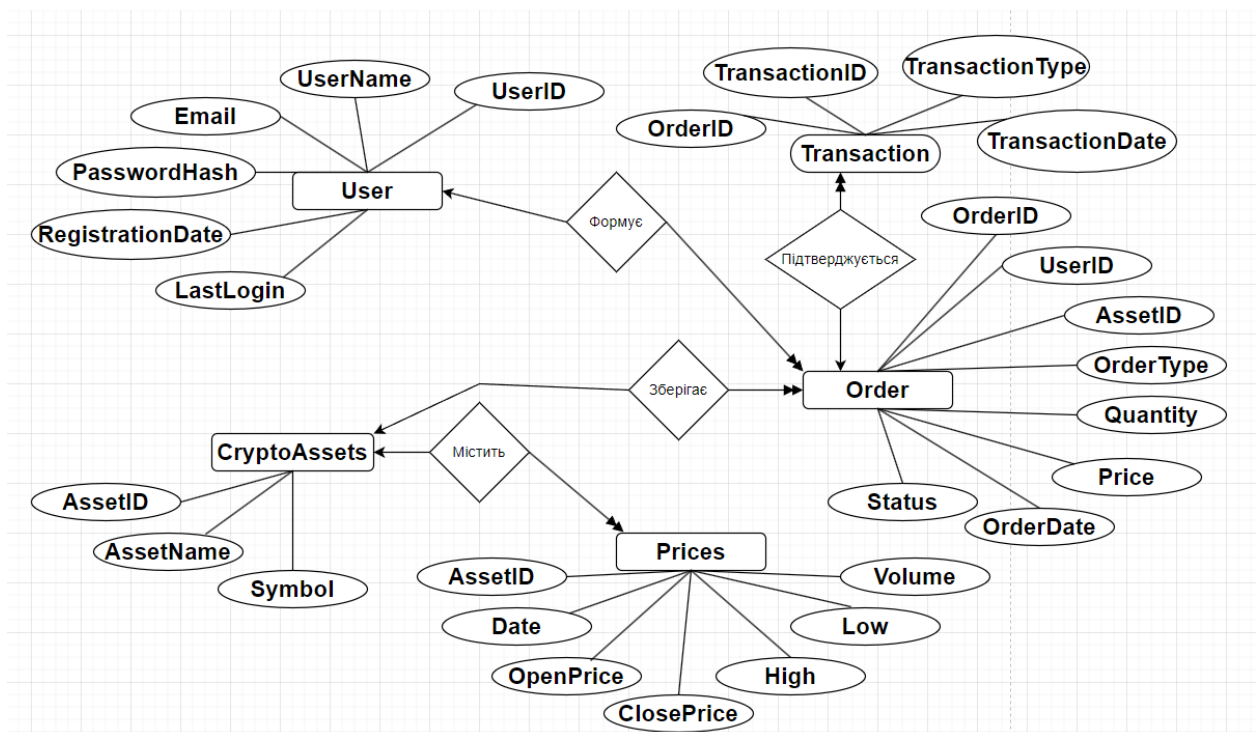 UserName
UserID
Email
PasswordHash
User
RegistrationDate
LastLogin
TransactionID
TransactionType
OrderID
TransactionDate
Transaction
Формує
Підтверджується
OrderID
UserID
AssetID
OrderType
Order
Quantity
Price
Status
OrderDate
Зберігає
CryptoAssets
Містить
AssetID
AssetName
Symbol
Prices
AssetID
Volume
Date
Low
OpenPrice
High
ClosePrice